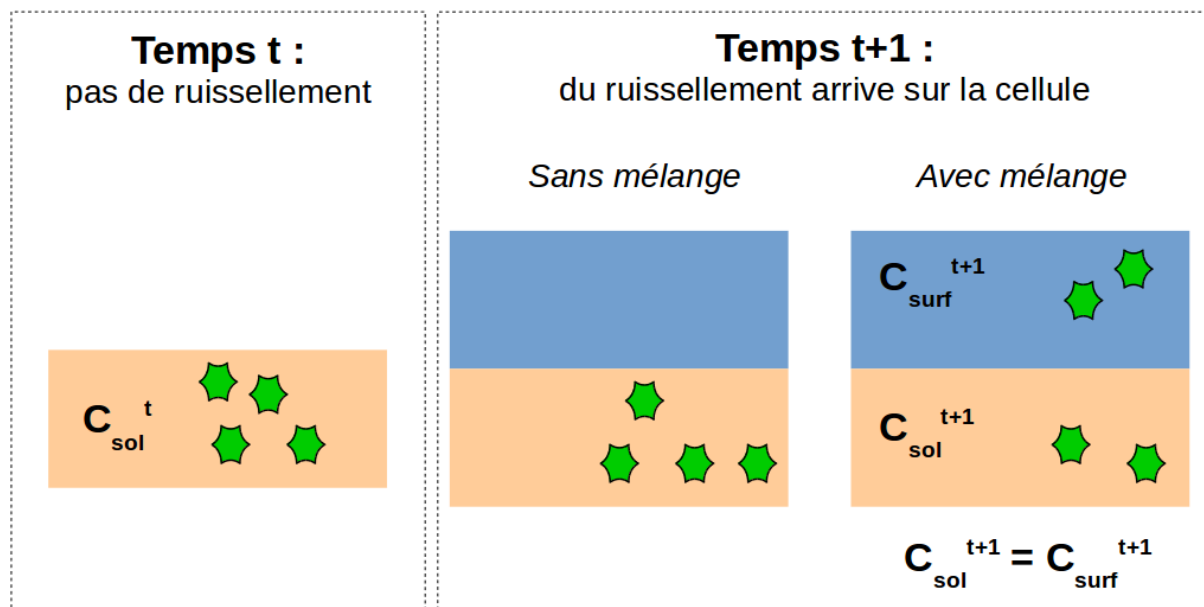 Temps t :
pas de ruissellement
C_sol^t
Temps t+1 :
du ruissellement arrive sur la cellule
Sans mélange
Avec mélange
C_surf^t+1
C_sol^t+1
C_sol^t+1 = C_surf^t+1